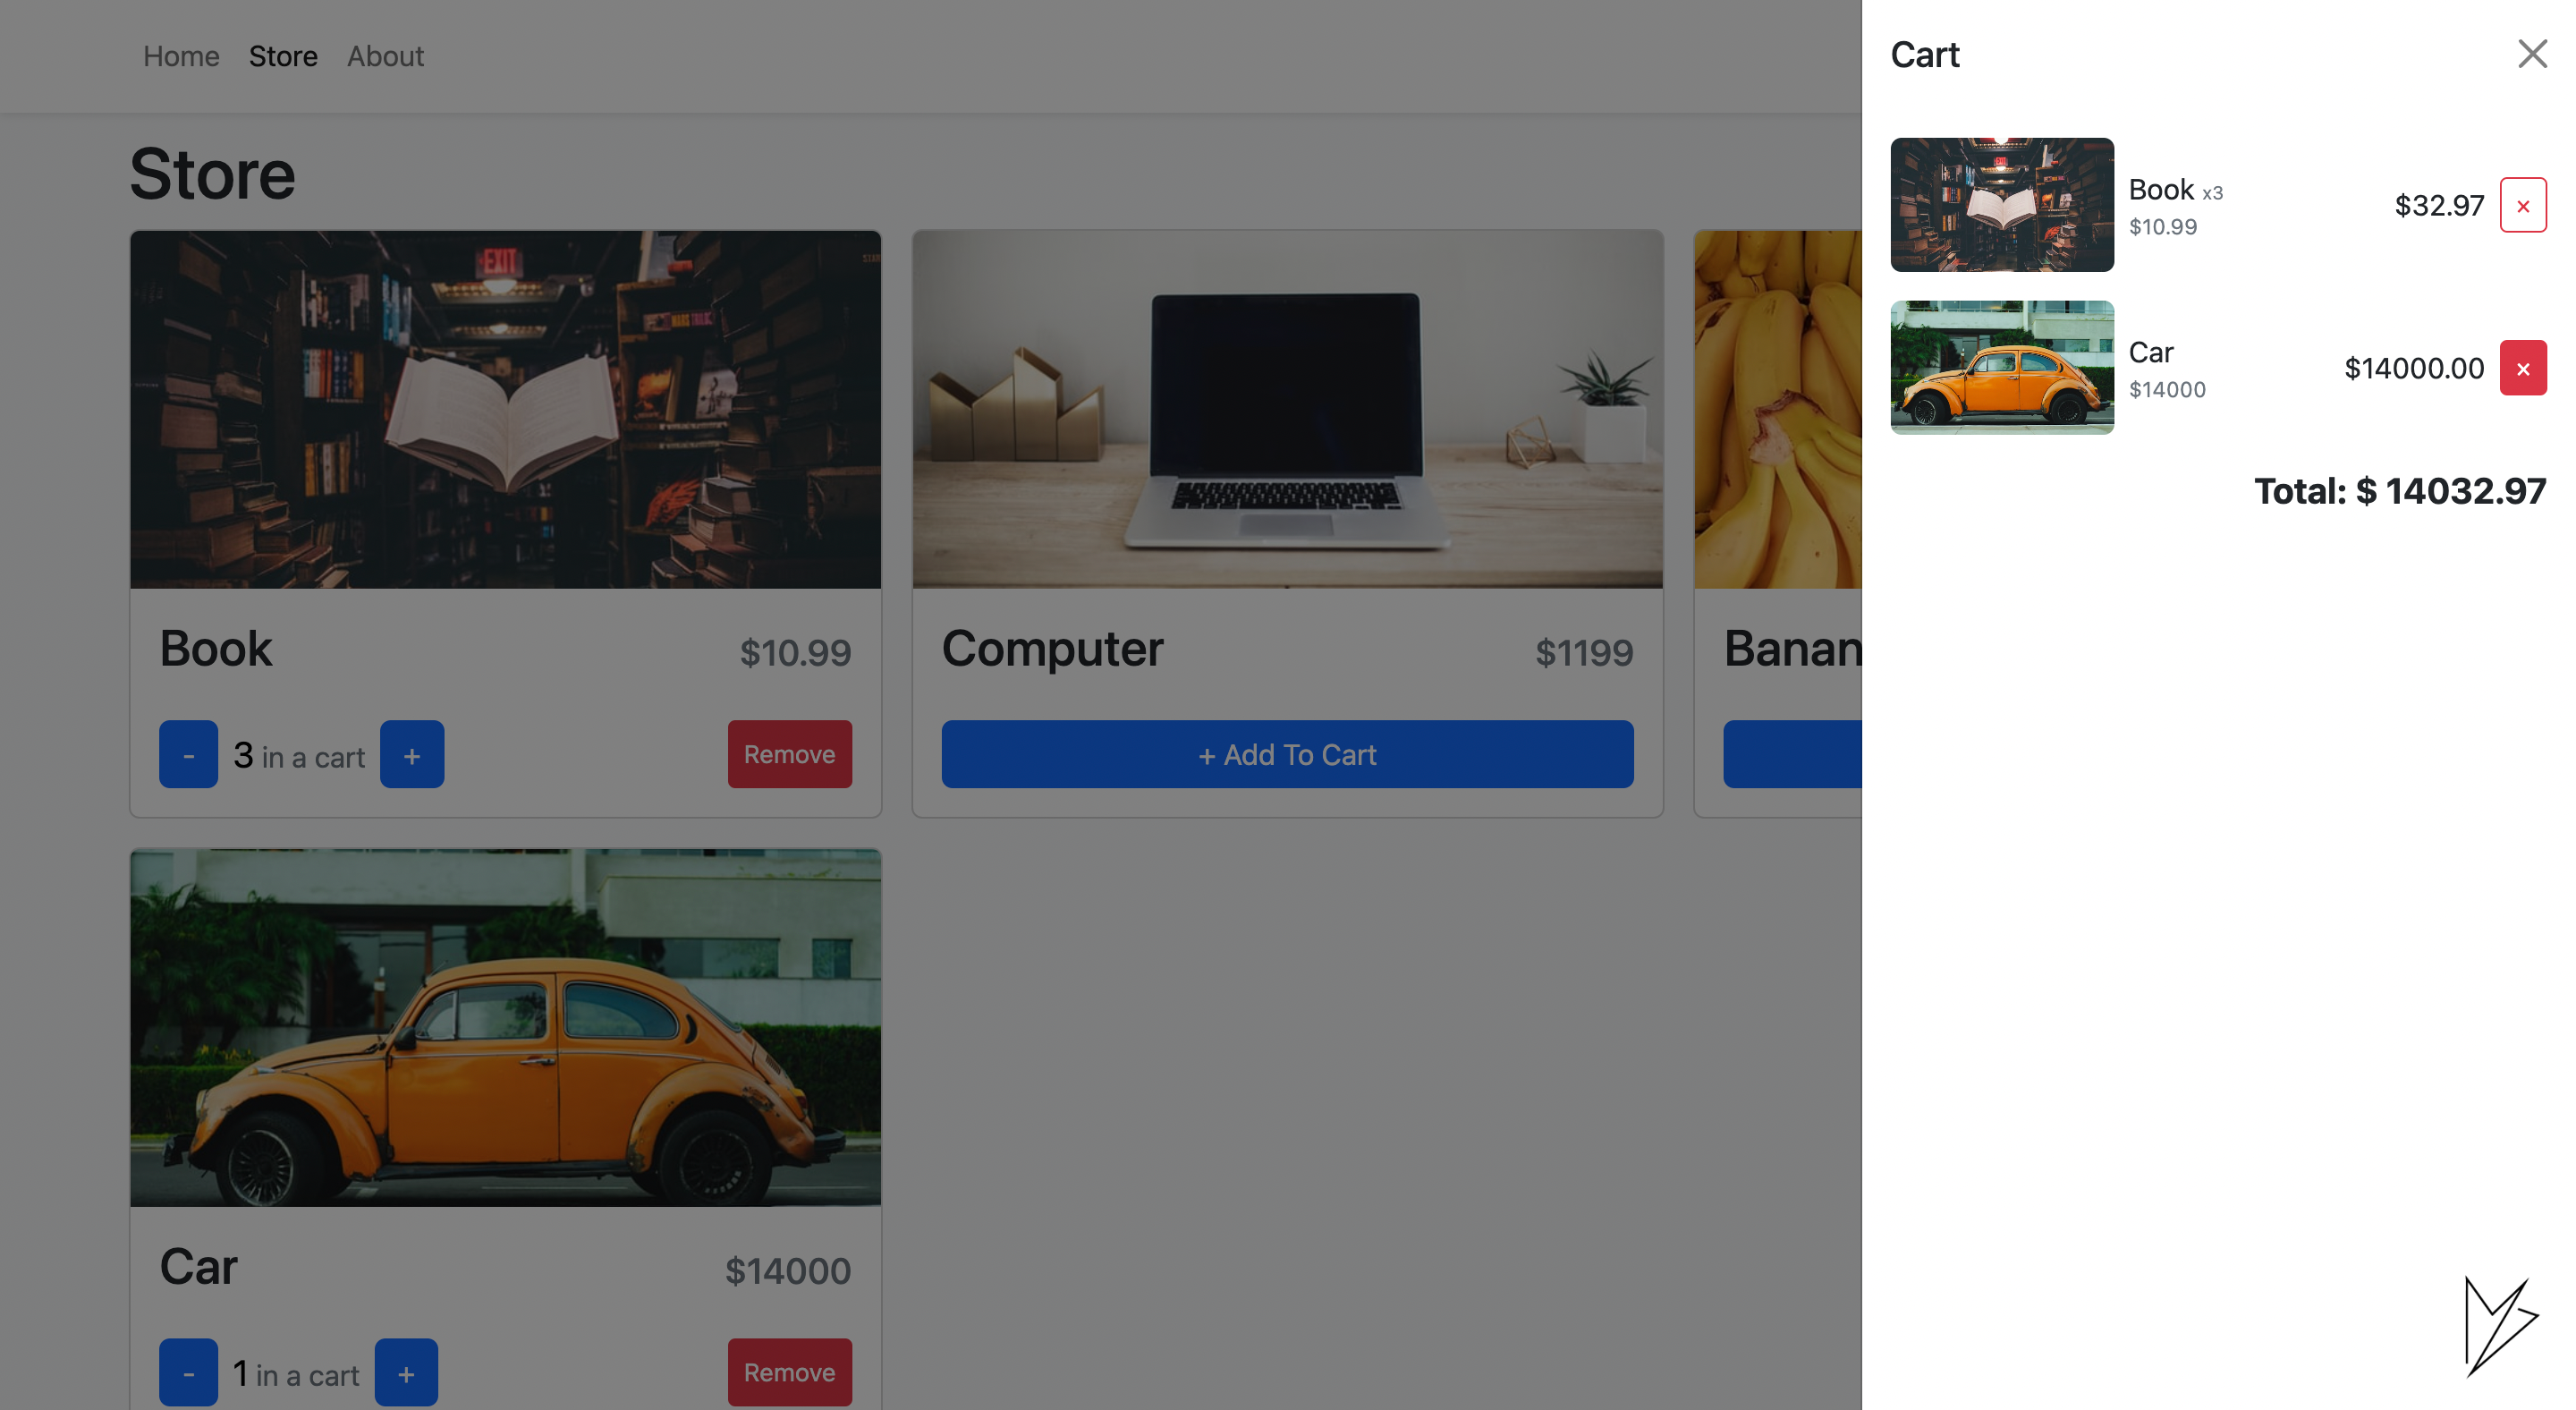 Home Store About
Store
EXIT
Book $10.99
- 3 in a cart + Remove
Computer $1199
+ Add To Cart
Banan
Car $14000
- 1 in a cart + Remove
Cart
Book x3
$10.99
$32.97
Car
$14000
$14000.00
Total: $ 14032.97